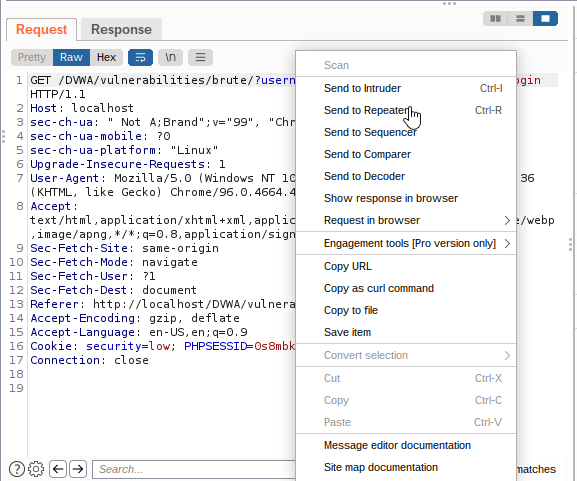 Request
Response
Pretty
Raw
Hex
\n
1 GET /DVWA/vulnerabilities/brute/?usern ogin
HTTP/1.1
2 Host: localhost
3 sec-ch-ua: " Not A;Brand";v="99", "Chr
4 sec-ch-ua-mobile: ?0
5 sec-ch-ua-platform: "Linux"
6 Upgrade-Insecure-Requests: 1
7 User-Agent: Mozilla/5.0 (Windows NT 10 36
(KHTML, like Gecko) Chrome/96.0.4664.4
8 Accept:
text/html,application/xhtml+xml,applic e/webp
,image/apng,*/*;q=0.8,application/sign
9 Sec-Fetch-Site: same-origin
10 Sec-Fetch-Mode: navigate
11 Sec-Fetch-User: ?1
12 Sec-Fetch-Dest: document
13 Referer: http://localhost/DVWA/vulnera
14 Accept-Encoding: gzip, deflate
15 Accept-Language: en-US,en;q=0.9
16 Cookie: security=low; PHPSESSID=0s8mbk
17 Connection: close
18
19
Scan
Send to Intruder Ctrl-I
Send to Repeater Ctrl-R
Send to Sequencer
Send to Comparer
Send to Decoder
Show response in browser
Request in browser
Engagement tools [Pro version only]
Copy URL
Copy as curl command
Copy to file
Save item
Convert selection
Cut Ctrl-X
Copy Ctrl-C
Paste Ctrl-V
Message editor documentation
Site map documentation
Search...
matches